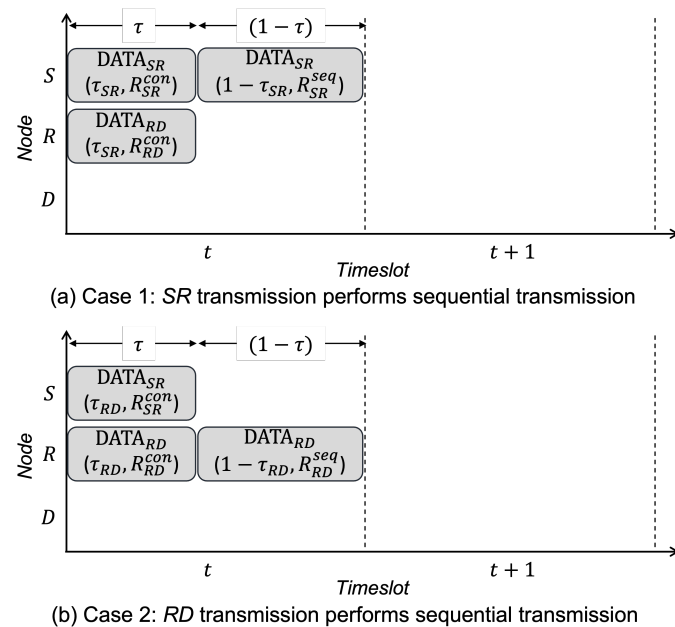 τ
(1 − τ)
S
DATA_SR
(τ_SR, R_SR^con)
DATA_SR
(1 − τ_SR, R_SR^seq)
Node
R
DATA_RD
(τ_SR, R_RD^con)
D
t
t + 1
Timeslot
(a) Case 1: SR transmission performs sequential transmission
τ
(1 − τ)
S
DATA_SR
(τ_RD, R_SR^con)
Node
R
DATA_RD
(τ_RD, R_RD^con)
DATA_RD
(1 − τ_RD, R_RD^seq)
D
t
t + 1
Timeslot
(b) Case 2: RD transmission performs sequential transmission